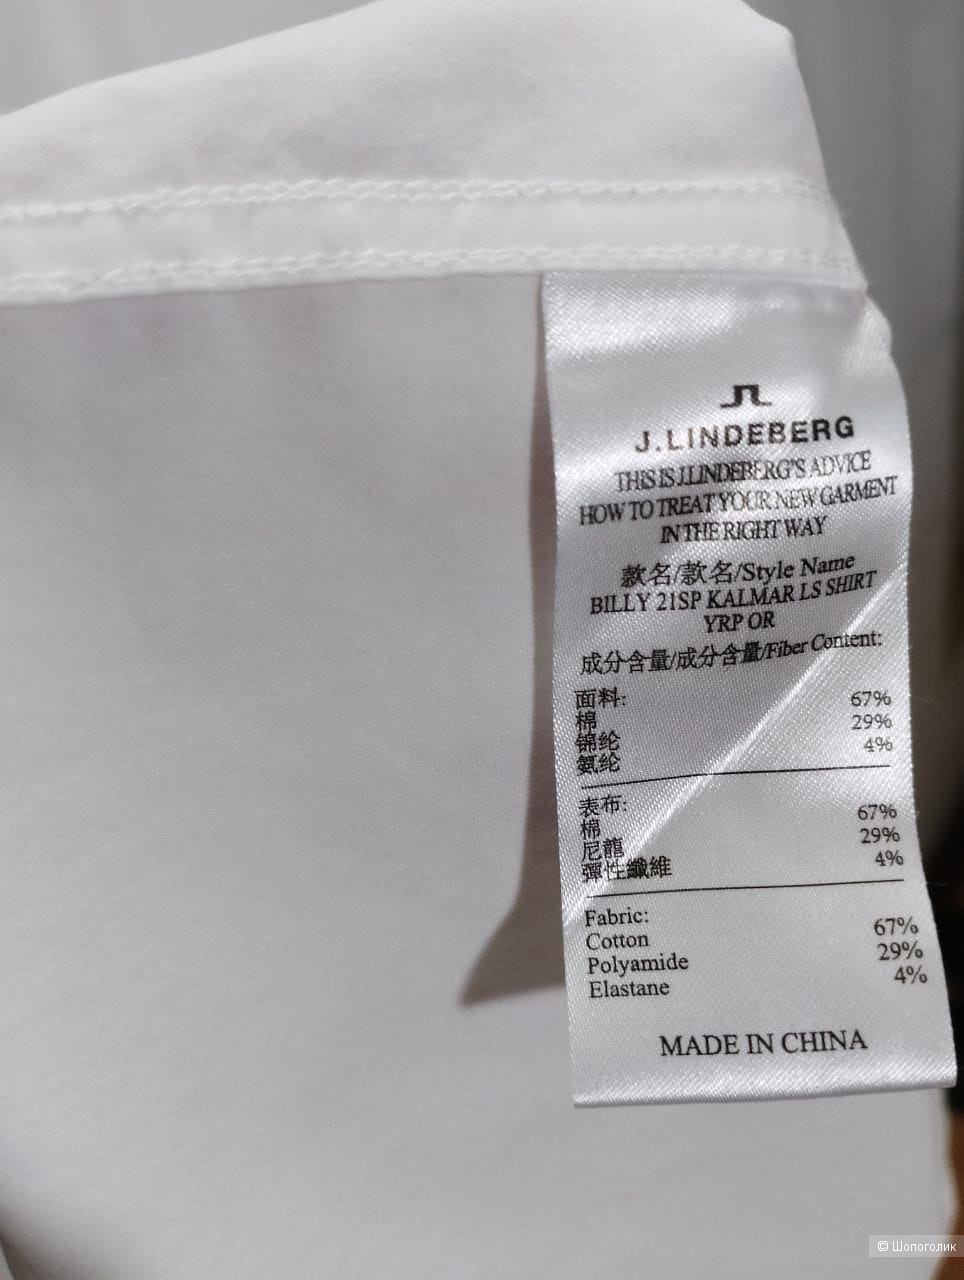 J.LINDEBERG
THIS IS J.LINDEBERG'S ADVICE
HOW TO TREAT YOUR NEW GARMENT
IN THE RIGHT WAY
款名/款名/Style Name
BILLY 21SP KALMAR LS SHIRT
YRP OR
成分含量/成分含量/Fiber Content:
面料:
棉 67%
锦纶 29%
氨纶 4%
表布:
棉 67%
尼龍 29%
彈性纖維 4%
Fabric:
Cotton 67%
Polyamide 29%
Elastane 4%
MADE IN CHINA
© Шопоголик